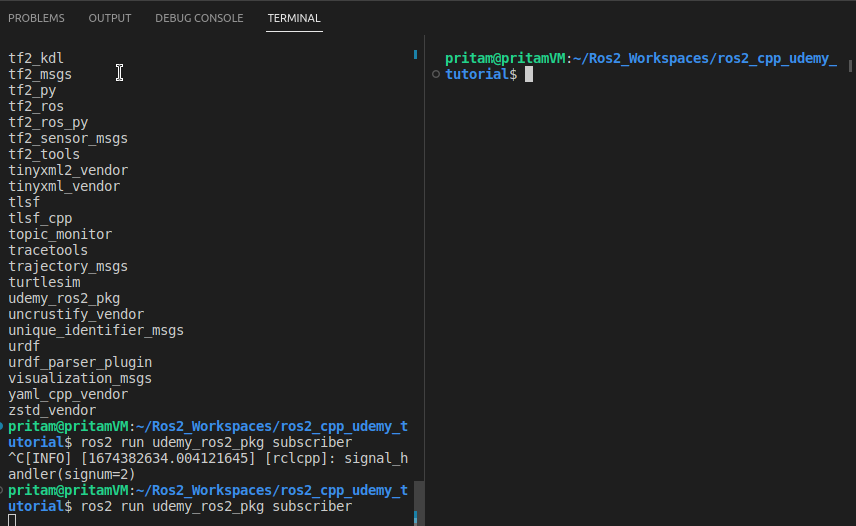 PROBLEMS OUTPUT DEBUG CONSOLE TERMINAL
tf2_kdl
tf2_msgs
tf2_py
tf2_ros
tf2_ros_py
tf2_sensor_msgs
tf2_tools
tinyxml2_vendor
tinyxml_vendor
tlsf
tlsf_cpp
topic_monitor
tracetools
trajectory_msgs
turtlesim
udemy_ros2_pkg
uncrustify_vendor
unique_identifier_msgs
urdf
urdf_parser_plugin
visualization_msgs
yaml_cpp_vendor
zstd_vendor
pritam@pritamVM:~/Ros2_Workspaces/ros2_cpp_udemy_t
utorial$ ros2 run udemy_ros2_pkg subscriber
^C[INFO] [1674382634.004121645] [rclcpp]: signal_h
andler(signum=2)
pritam@pritamVM:~/Ros2_Workspaces/ros2_cpp_udemy_t
utorial$ ros2 run udemy_ros2_pkg subscriber
pritam@pritamVM:~/Ros2_Workspaces/ros2_cpp_udemy_
tutorial$